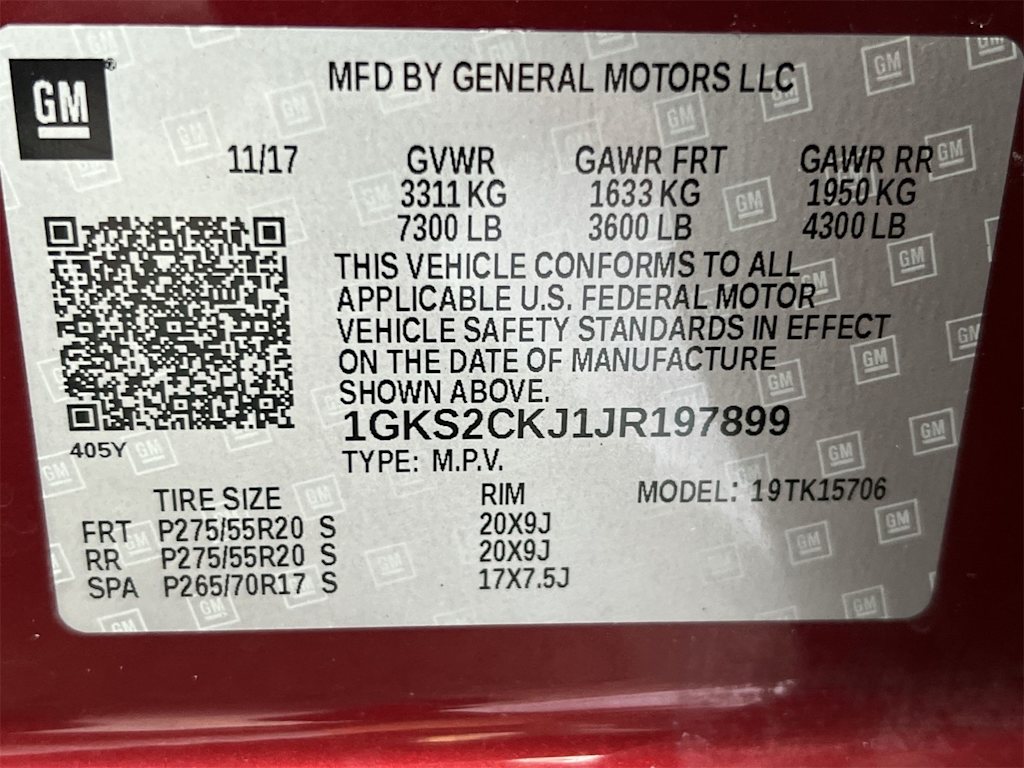 GM
MFD BY GENERAL MOTORS LLC
11/17 GVWR GAWR FRT GAWR RR
3311 KG 1633 KG 1950 KG
7300 LB 3600 LB 4300 LB
THIS VEHICLE CONFORMS TO ALL
APPLICABLE U.S. FEDERAL MOTOR
VEHICLE SAFETY STANDARDS IN EFFECT
ON THE DATE OF MANUFACTURE
SHOWN ABOVE.
1GKS2CKJ1JR197899
405Y
TYPE: M.P.V.
TIRE SIZE RIM MODEL: 19TK15706
FRT P275/55R20 S 20X9J
RR P275/55R20 S 20X9J
SPA P265/70R17 S 17X7.5J